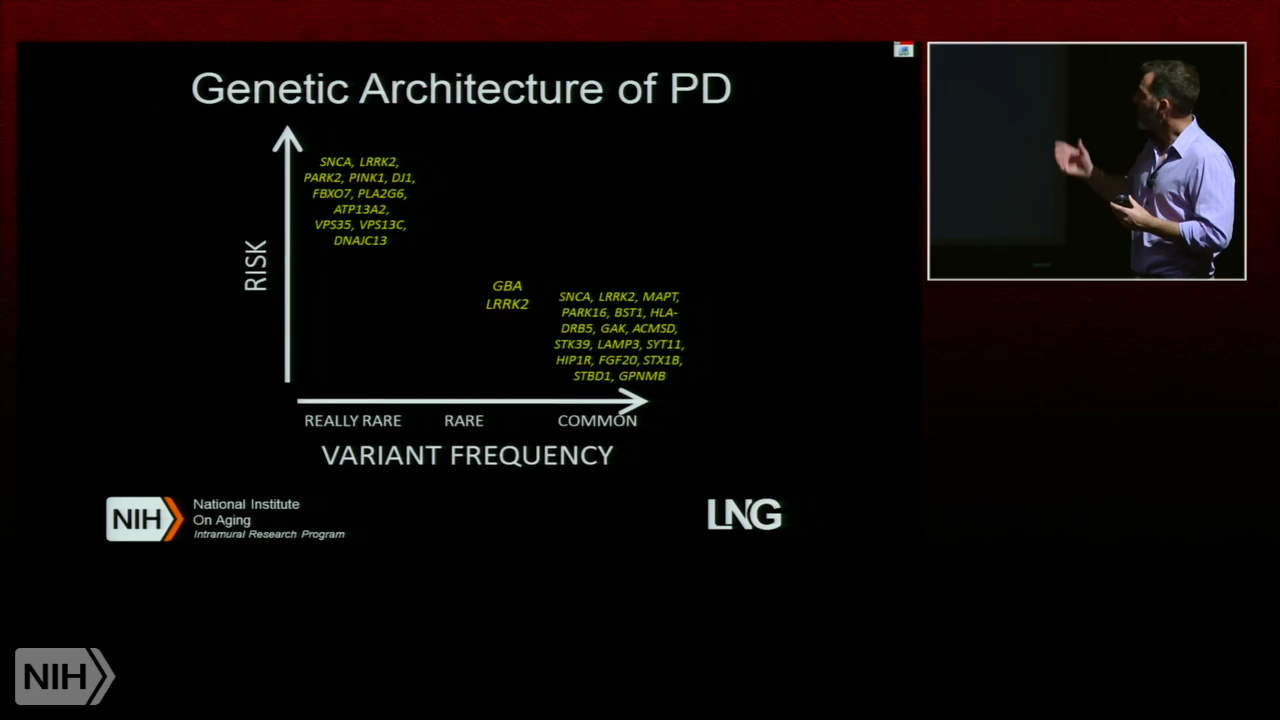 Genetic Architecture of PD
SNCA, LRRK2,
PARK2, PINK1, DJ1,
FBXO7, PLA2G6,
ATP13A2,
VPS35, VPS13C,
DNAJC13
RISK
GBA
LRRK2
SNCA, LRRK2, MAPT,
PARK16, BST1, HLA-
DRB5, GAK, ACMSD,
STK39, LAMP3, SYT11,
HIP1R, FGF20, STX1B,
STBD1, GPNMB
REALLY RARE RARE COMMON
VARIANT FREQUENCY
NIH
National Institute
On Aging
Intramural Research Program
LNG
NIH